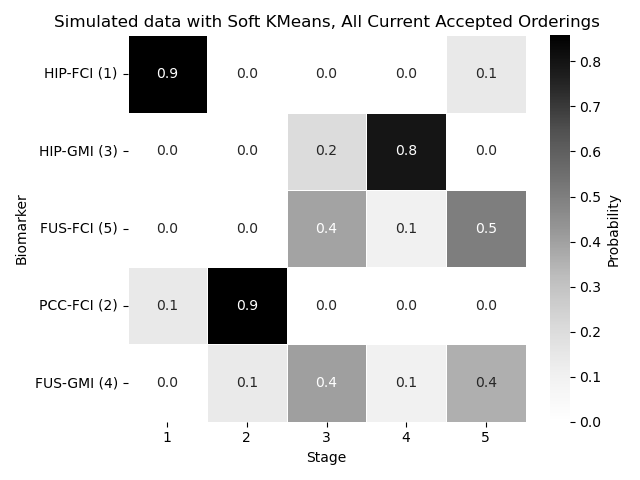 Simulated data with Soft KMeans, All Current Accepted Orderings
HIP-FCI (1) 0.9 0.0 0.0 0.0 0.1
HIP-GMI (3) 0.0 0.0 0.2 0.8 0.0
FUS-FCI (5) 0.0 0.0 0.4 0.1 0.5
PCC-FCI (2) 0.1 0.9 0.0 0.0 0.0
FUS-GMI (4) 0.0 0.1 0.4 0.1 0.4
1 2 3 4 5
Stage
Biomarker
0.8
0.7
0.6
0.5
0.4
0.3
0.2
0.1
0.0
Probability